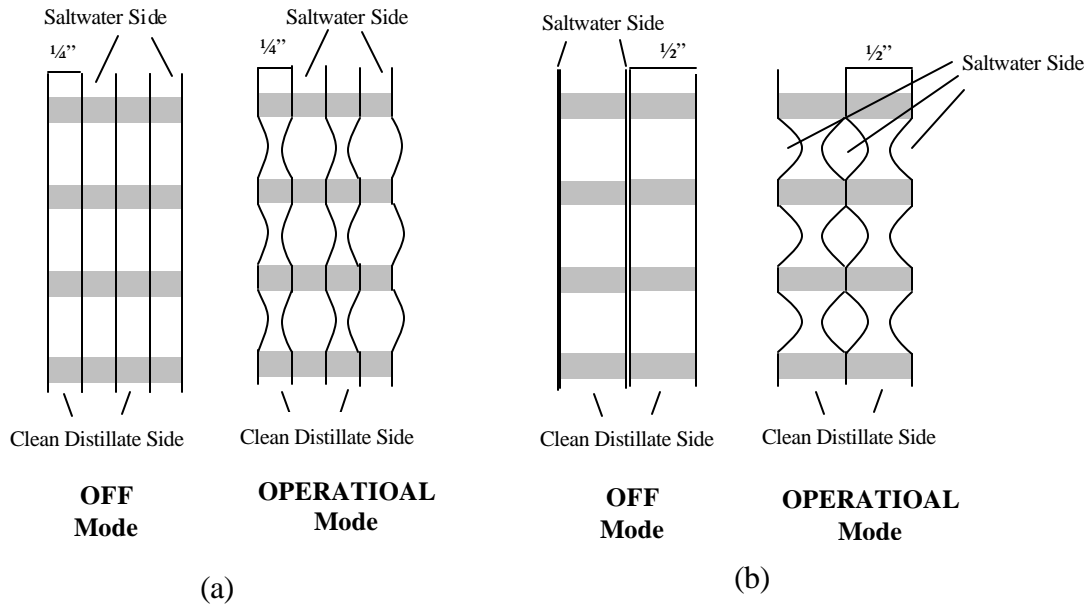 Saltwater Side
¼”
Clean Distillate Side
OFF
Mode
Saltwater Side
¼”
Clean Distillate Side
OPERATIOAL
Mode
(a)
Saltwater Side
½”
Clean Distillate Side
OFF
Mode
½”
Saltwater Side
Clean Distillate Side
OPERATIOAL
Mode
(b)